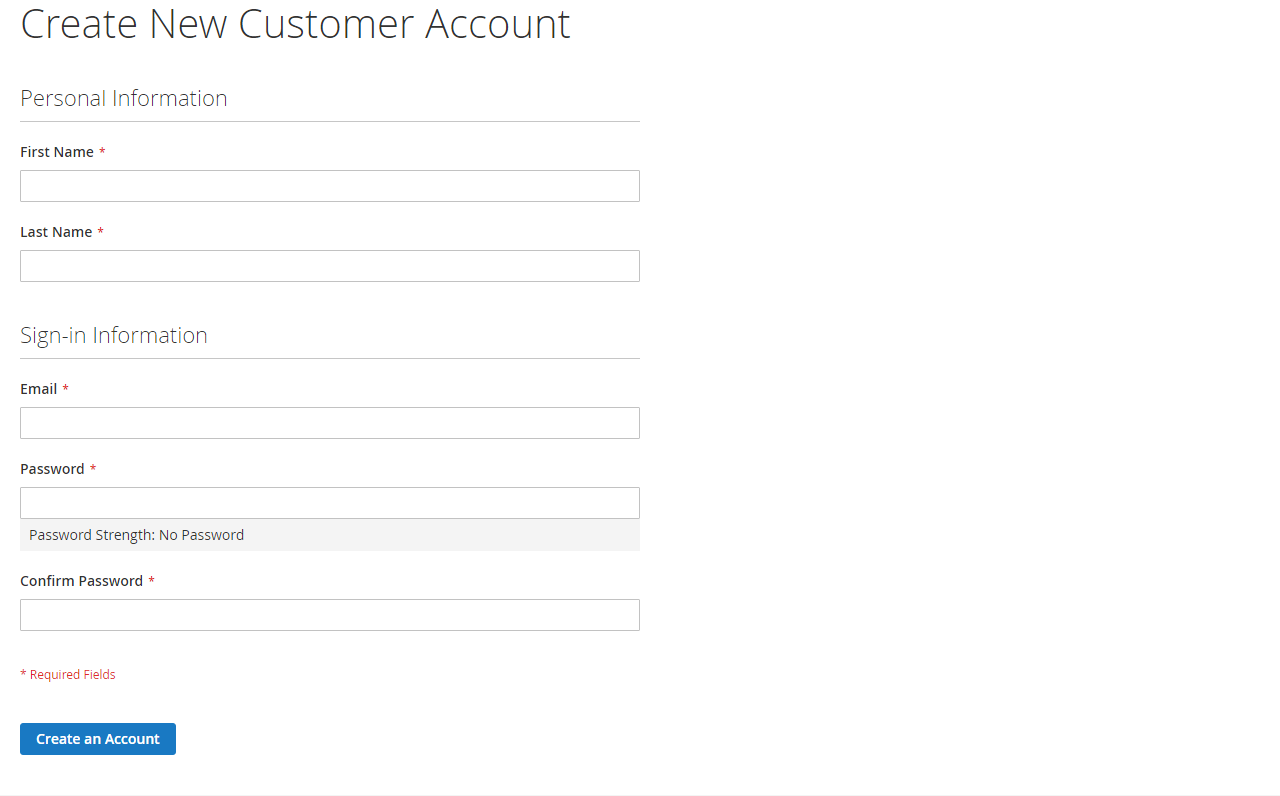 Create New Customer Account
Personal Information
First Name *
Last Name *
Sign-in Information
Email *
Password *
Password Strength: No Password
Confirm Password *
* Required Fields
Create an Account